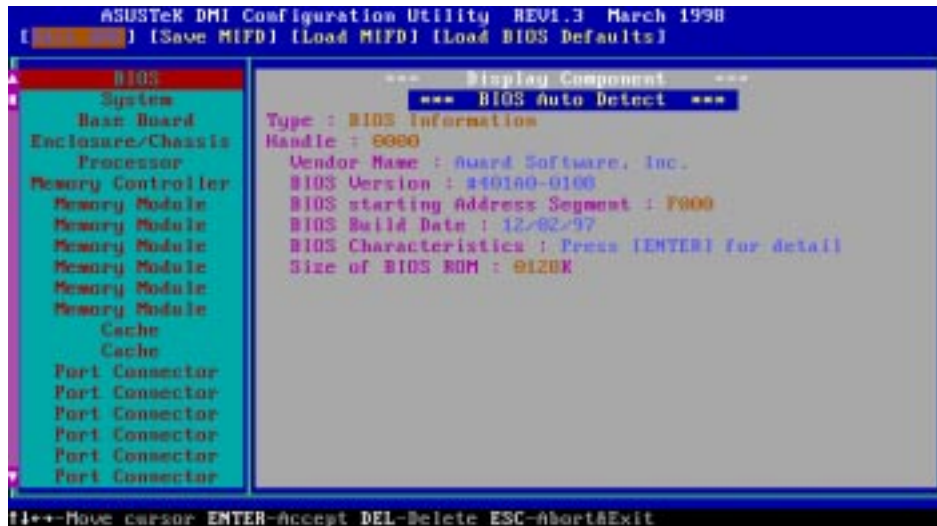 ASUSTeK DMI Configuration Utility REV1.3 March 1998
[Save MIFD] [Load MIFD] [Load BIOS Defaults]
BIOS
System
Base Board
Enclosure/Chassis
Processor
Memory Controller
Memory Module
Memory Module
Memory Module
Memory Module
Memory Module
Memory Module
Cache
Cache
Port Connector
Port Connector
Port Connector
Port Connector
Port Connector
Port Connector
*** Display Component ***
*** BIOS Auto Detect ***
Type : BIOS Information
Handle : 0000
Vendor Name : Award Software, Inc.
BIOS Version : #401A0-0108
BIOS starting Address Segment : F000
BIOS Build Date : 12/02/97
BIOS Characteristics : Press [ENTER] for detail
Size of BIOS ROM : 0128K
↑↓←→-Move cursor ENTER-Accept DEL-Delete ESC-Abort&Exit